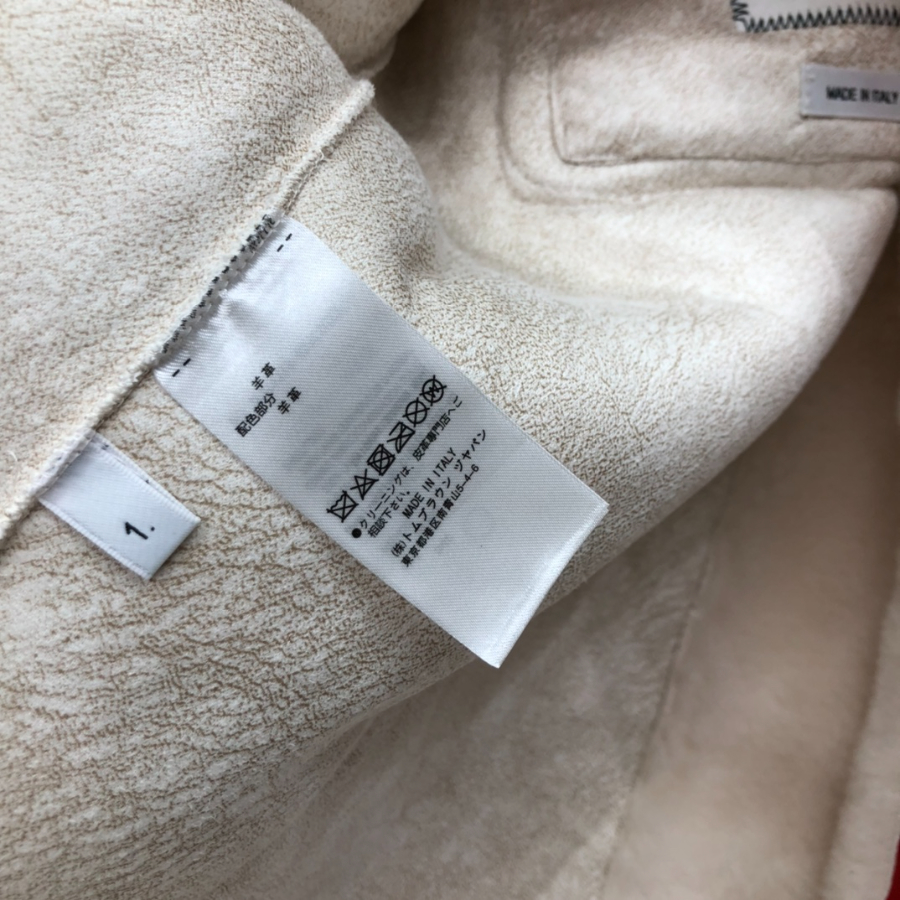 MADE IN ITALY
羊革
配色部分
羊革
●クリーニングは、皮革専門店へご
相談下さい。
MADE IN ITALY
(株)トムブラウン ジャパン
東京都港区南青山5-4-6
1.